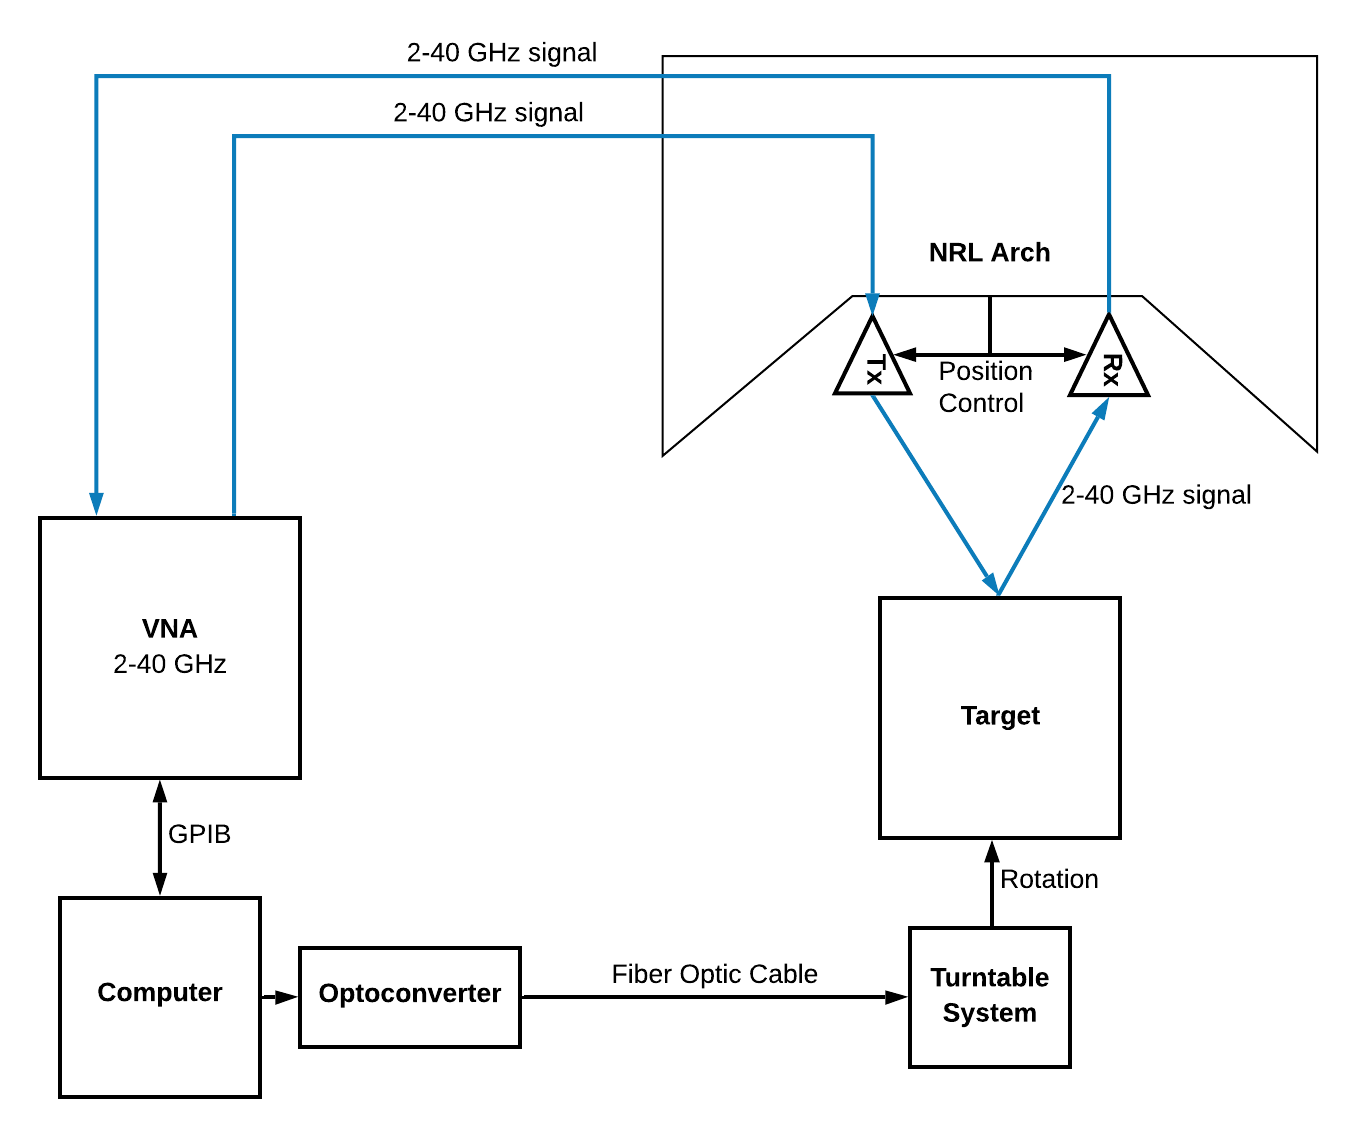 2-40 GHz signal
2-40 GHz signal
NRL Arch
Tx
Rx
Position
Control
2-40 GHz signal
VNA
2-40 GHz
Target
GPIB
Rotation
Computer
Optoconverter
Fiber Optic Cable
Turntable
System